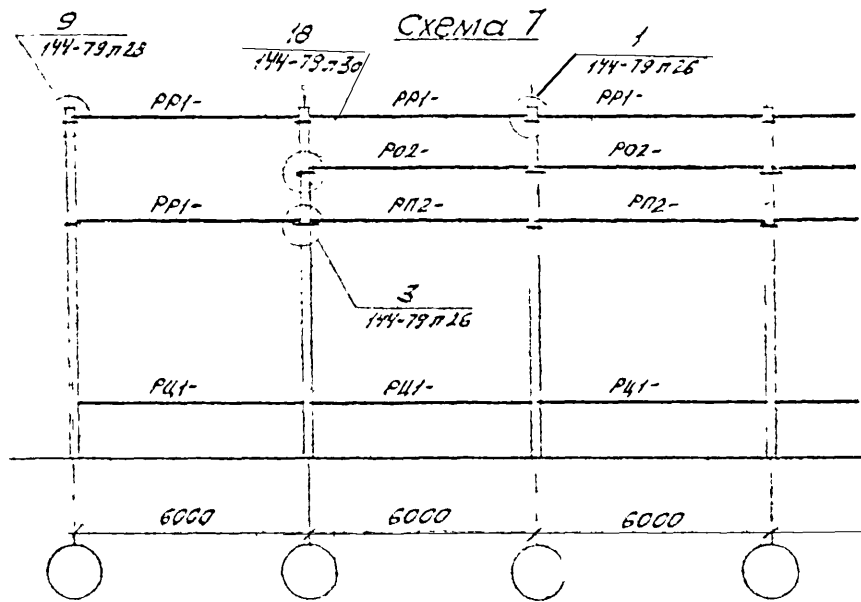 Схема 7
9
144-79 л 23
18
144-79 л 30
1
144-79 л 26
РР1-
РР1-
РР1-
РО2-
РО2-
РР1-
РП2-
РП2-
3
144-79 л 26
РЦ1-
РЦ1-
РЦ1-
6000
6000
6000